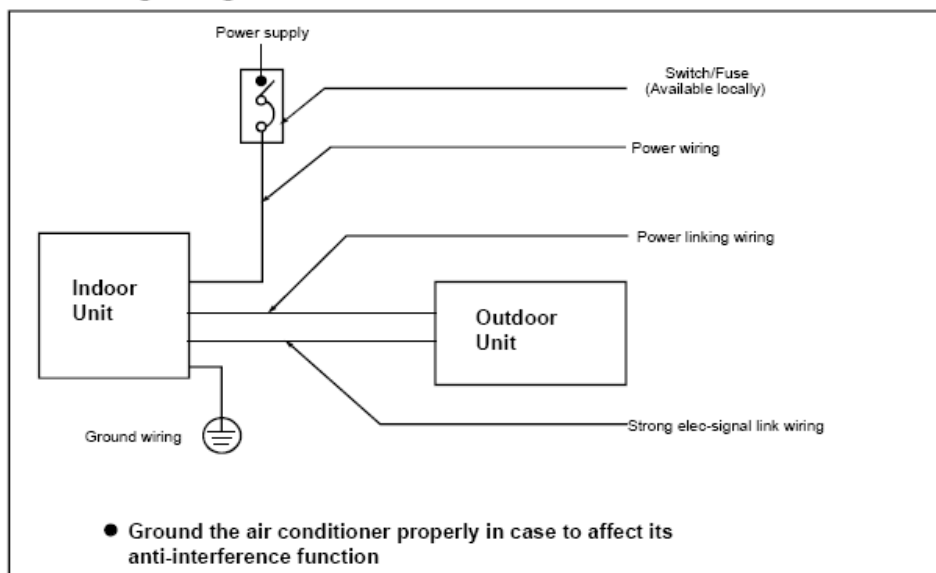 Power supply
Switch/Fuse
(Available locally)
Power wiring
Power linking wiring
Indoor
Unit
Outdoor
Unit
Ground wiring
Strong elec-signal link wiring
● Ground the air conditioner properly in case to affect its
anti-interference function